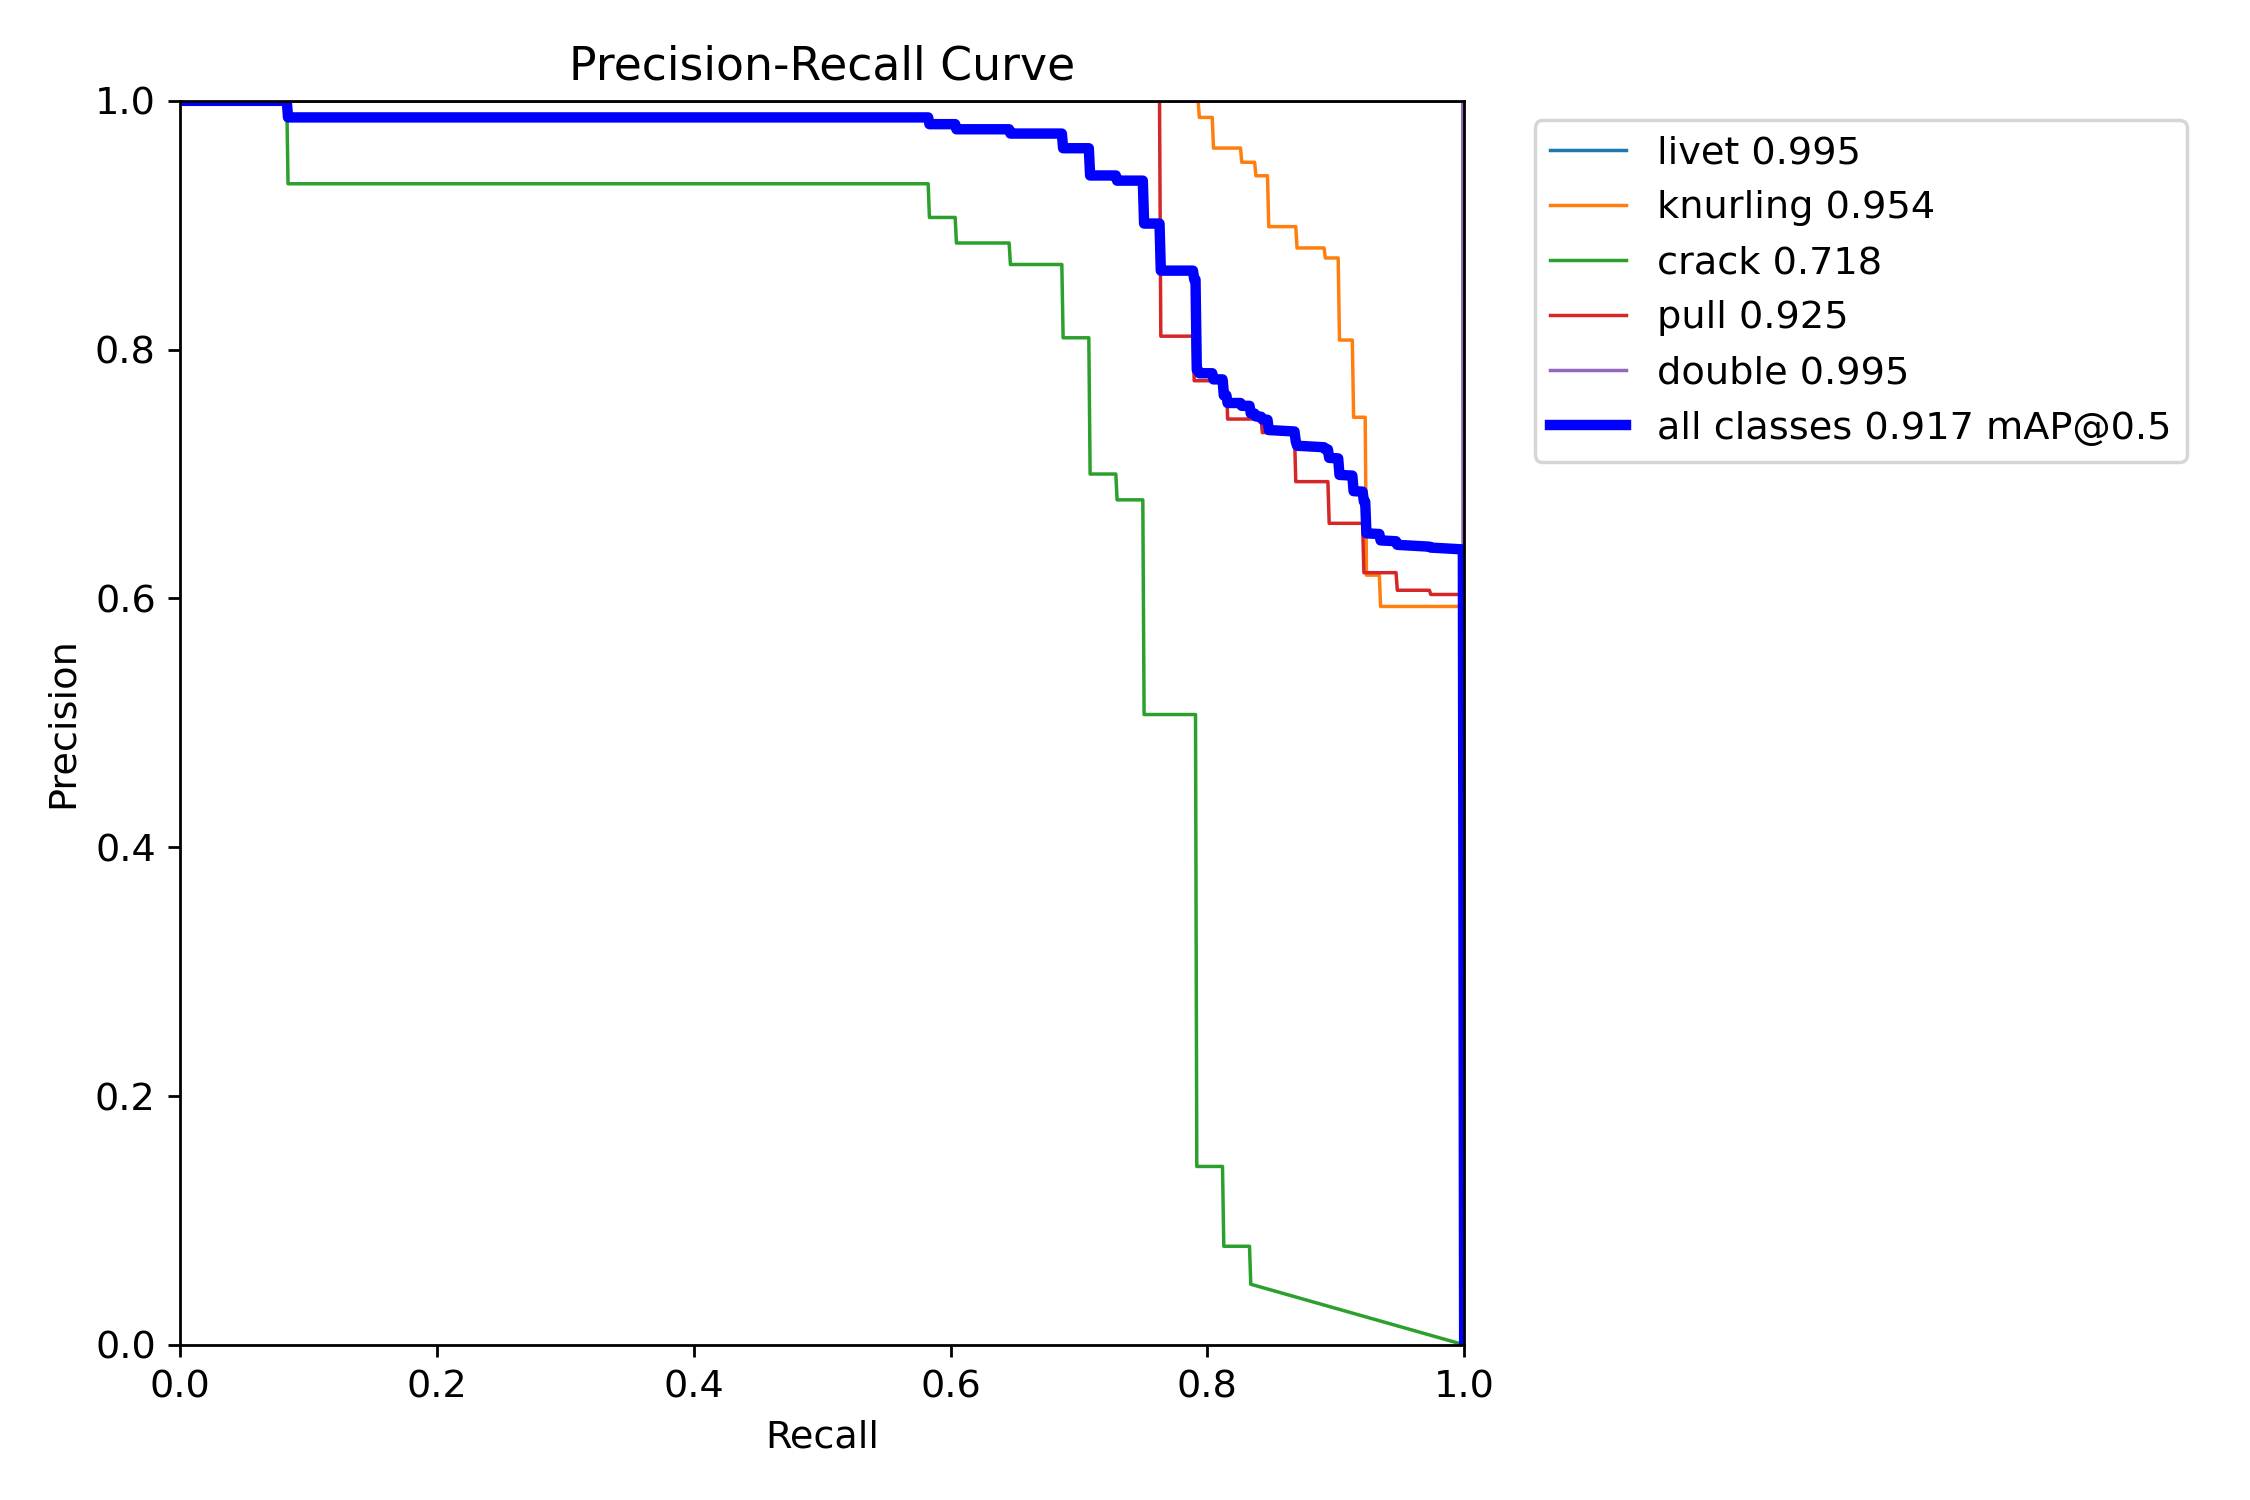 Precision-Recall Curve
1.0
0.8
0.6
0.4
0.2
0.0
Precision
0.0 0.2 0.4 0.6 0.8 1.0
Recall
livet 0.995
knurling 0.954
crack 0.718
pull 0.925
double 0.995
all classes 0.917 mAP@0.5